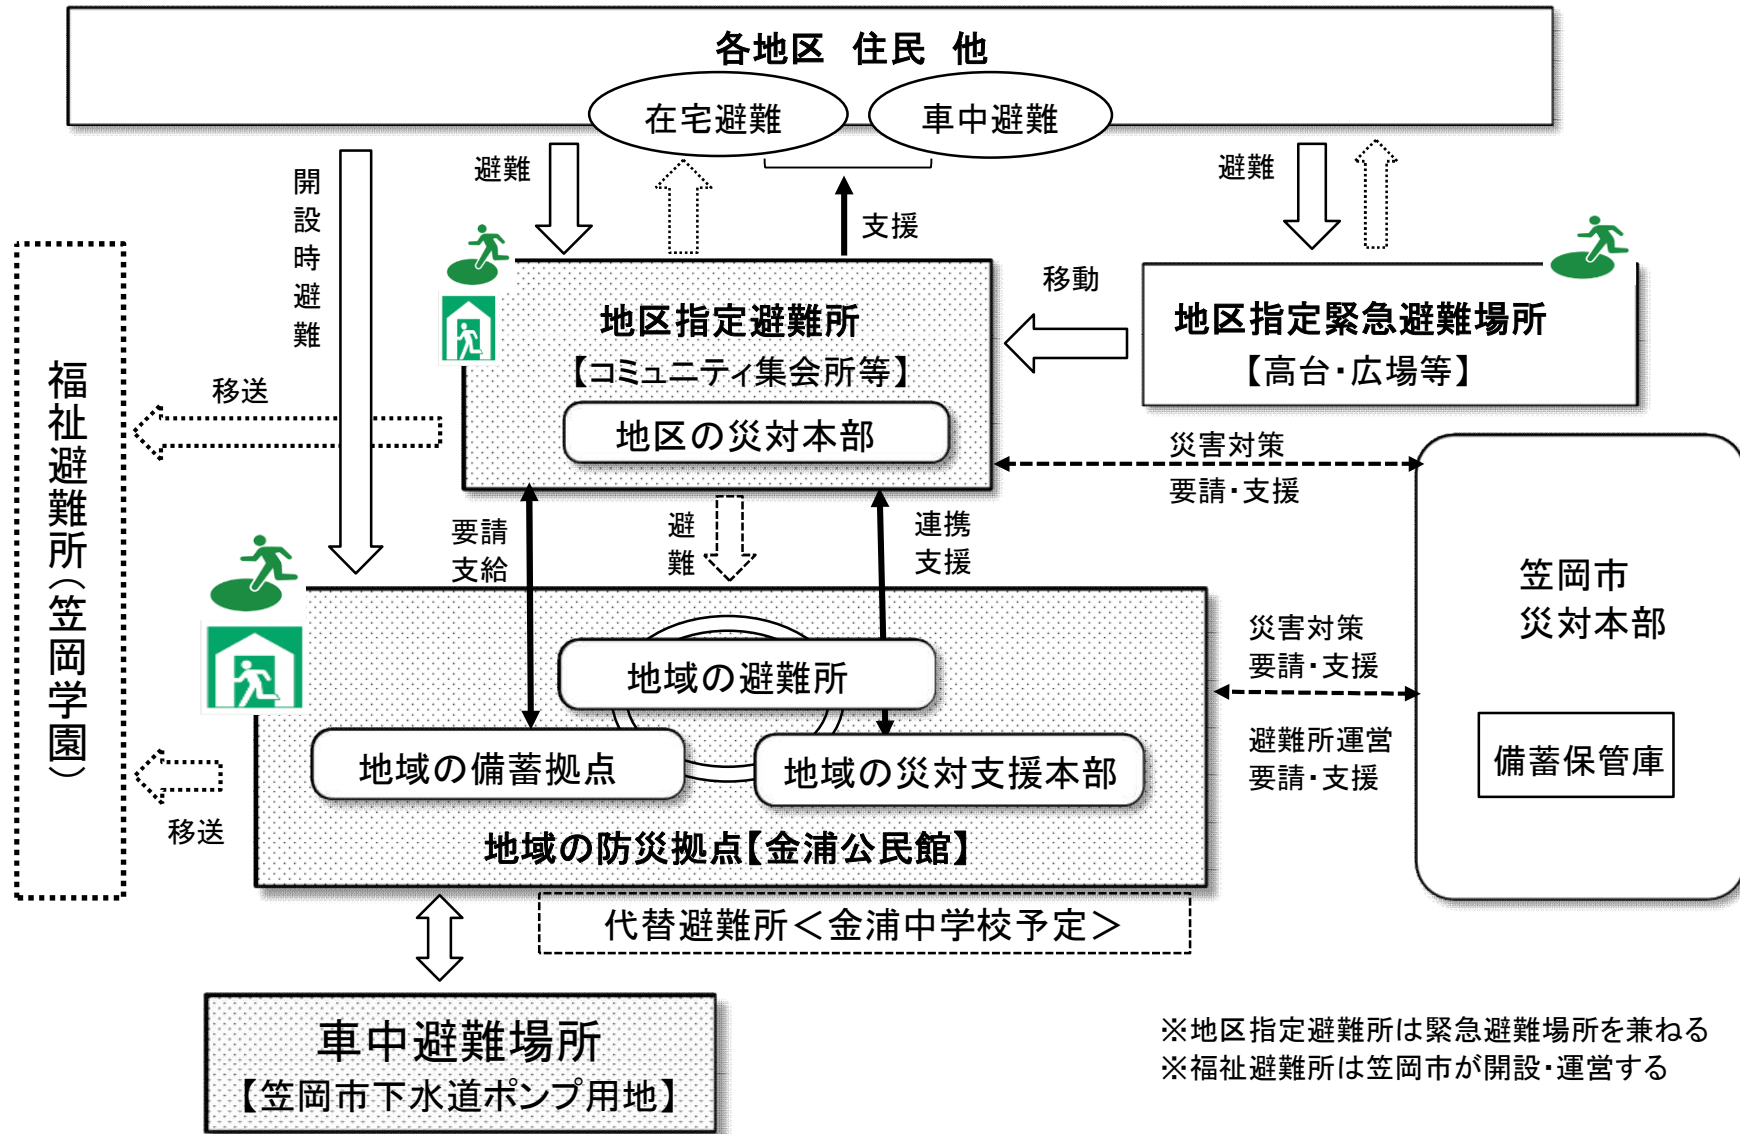 各地区 住民 他
在宅避難
車中避難
開設時避難
避難
支援
避難
移動
地区指定避難所
【コミュニティ集会所等】
地区の災対本部
地区指定緊急避難場所
【高台・広場等】
福祉避難所(笠岡学園)
移送
災害対策
要請・支援
要請
支給
避難
連携
支援
笠岡市
災対本部
備蓄保管庫
災害対策
要請・支援
避難所運営
要請・支援
地域の避難所
地域の備蓄拠点
地域の災対支援本部
地域の防災拠点【金浦公民館】
移送
代替避難所<金浦中学校予定>
車中避難場所
【笠岡市下水道ポンプ用地】
※地区指定避難所は緊急避難場所を兼ねる
※福祉避難所は笠岡市が開設・運営する